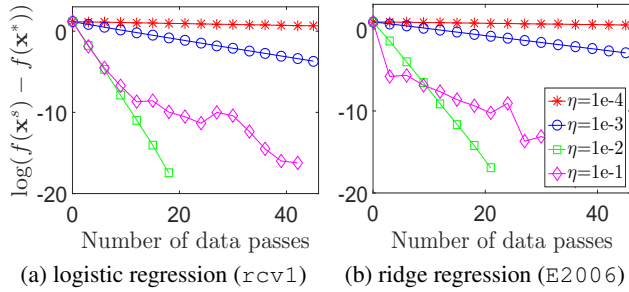 log(f(x^s) − f(x^*))
0
-10
-20
0 20 40
Number of data passes
(a) logistic regression (rcv1)
0
-10
-20
0 20 40
η=1e-4
η=1e-3
η=1e-2
η=1e-1
Number of data passes
(b) ridge regression (E2006)